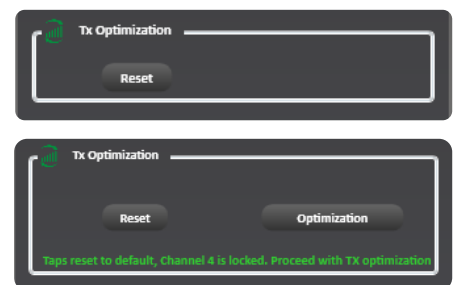 Tx Optimization
Reset
Tx Optimization
Reset Optimization
Taps reset to default, Channel 4 is locked. Proceed with TX optimization